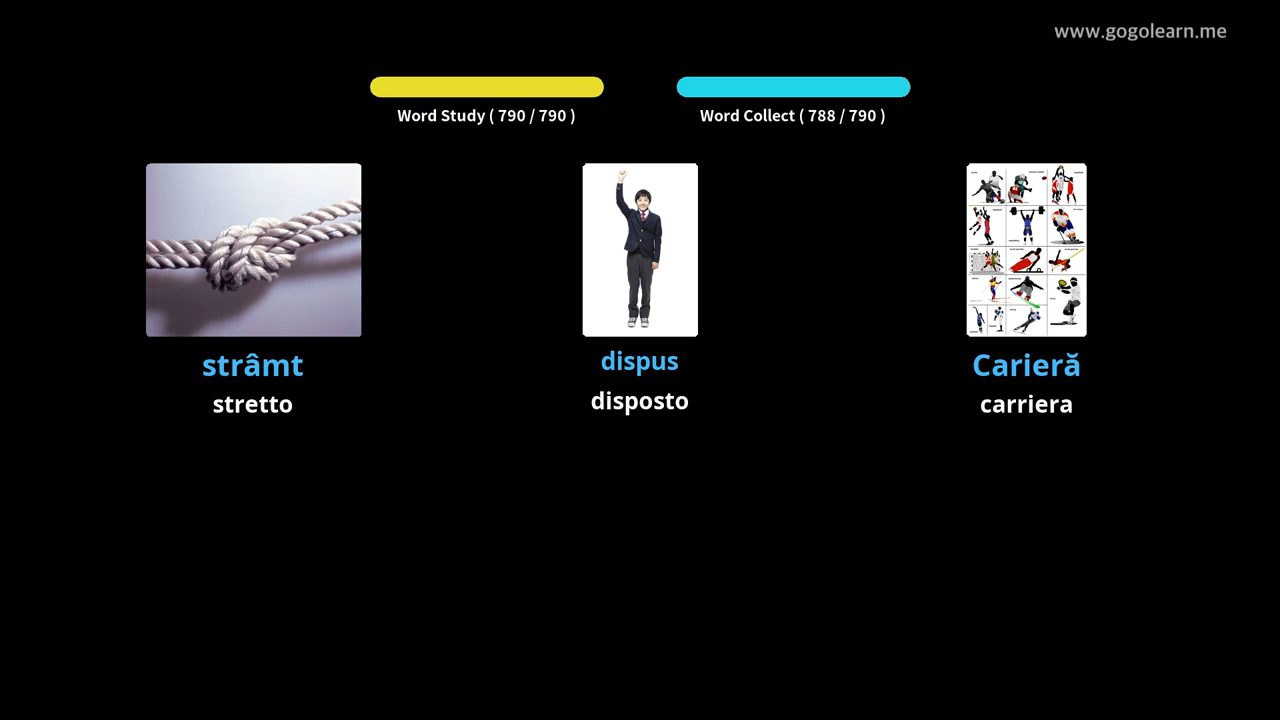 www.gogolearn.me
Word Study ( 790 / 790 )
Word Collect ( 788 / 790 )
strâmt
dispus
Carieră
stretto
disposto
carriera